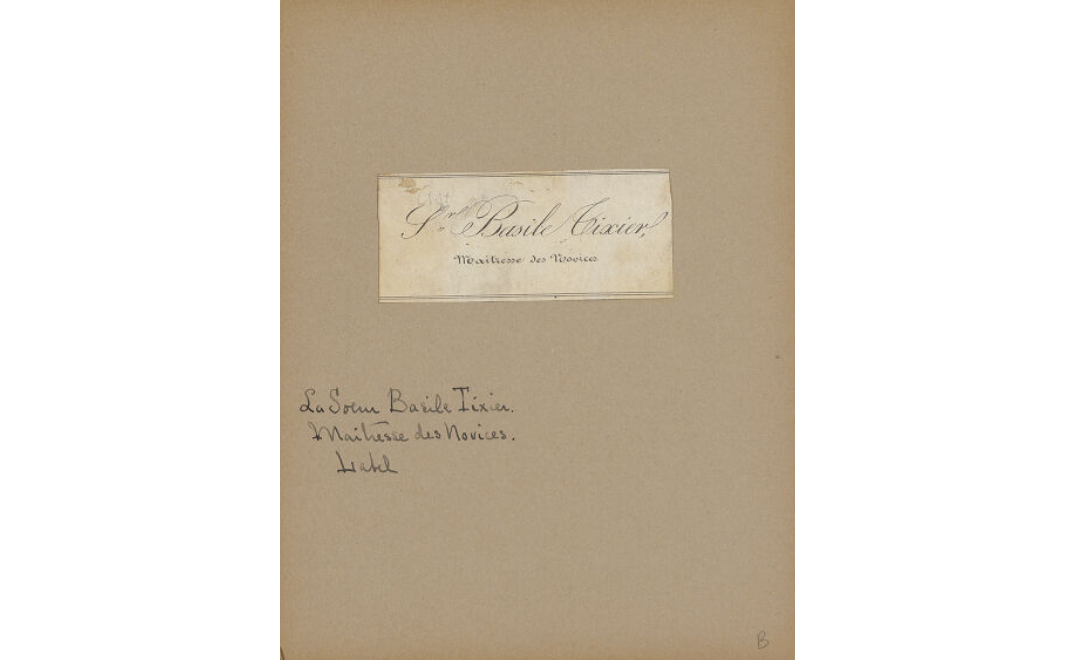 Sr Basile Tixier,
Maitresse des Novices
La Soeur Basile Tixier.
Maitresse des Novices.
Label
B